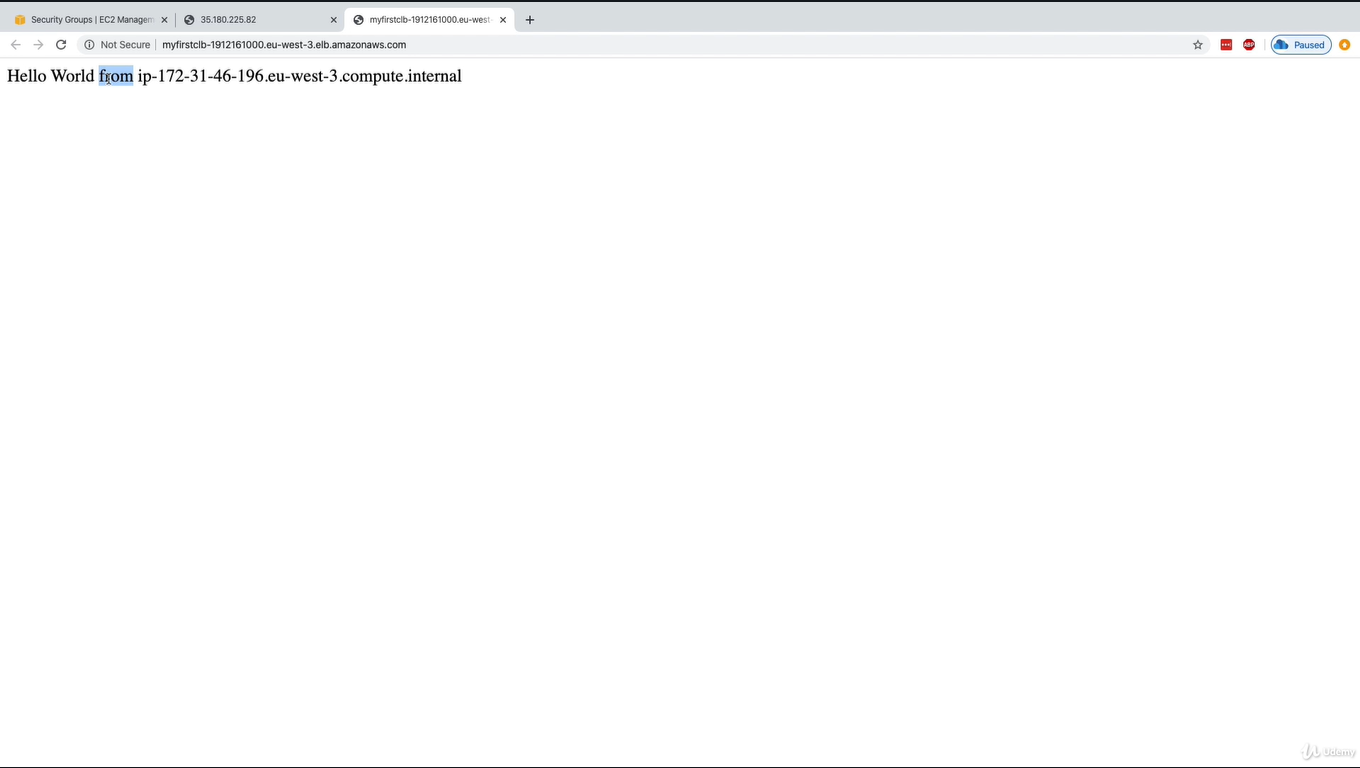 Security Groups | EC2 Managem
35.180.225.82
myfirstclb-1912161000.eu-west-
Not Secure
myfirstclb-1912161000.eu-west-3.elb.amazonaws.com
ABP
Paused
Hello World from ip-172-31-46-196.eu-west-3.compute.internal
Udemy